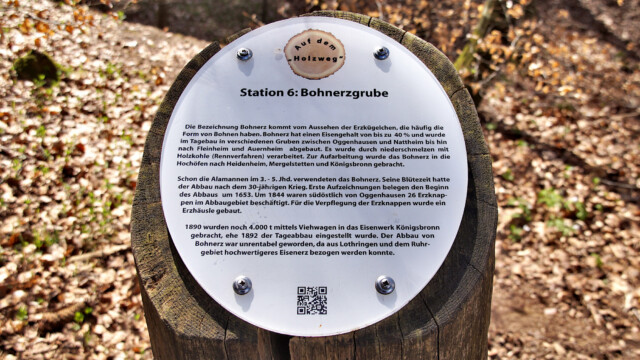 Auf dem
"Holzweg"
Station 6: Bohnerzgrube
Die Bezeichnung Bohnerz kommt vom Aussehen der Erzkügelchen, die häufig die
Form von Bohnen haben. Bohnerz hat einen Eisengehalt von bis zu 40 % und wurde
im Tagebau in verschiedenen Gruben zwischen Oggenhausen und Nattheim bis hin
nach Fleinheim und Auernheim abgebaut. Es wurde durch niederschmelzen mit
Holzkohle (Rennverfahren) verarbeitet. Zur Aufarbeitung wurde das Bohnerz in die
Hochöfen nach Heidenheim, Mergelstetten und Königsbronn gebracht.
Schon die Alamannen im 3. - 5. Jhd. verwendeten das Bohnerz. Seine Blütezeit hatte
der Abbau nach dem 30-jährigen Krieg. Erste Aufzeichnungen belegen den Beginn
des Abbaus um 1653. Um 1844 waren südöstlich von Oggenhausen 26 Erzknap-
pen im Abbaugebiet beschäftigt. Für die Verpflegung der Erzknappen wurde ein
Erzhäusle gebaut.
1890 wurden noch 4.000 t mittels Viehwagen in das Eisenwerk Königsbronn
gebracht, ehe 1892 der Tageabbau eingestellt wurde. Der Abbau von
Bohnerz war unrentabel geworden, da aus Lothringen und dem Ruhr-
gebiet hochwertigeres Eisenerz bezogen werden konnte.